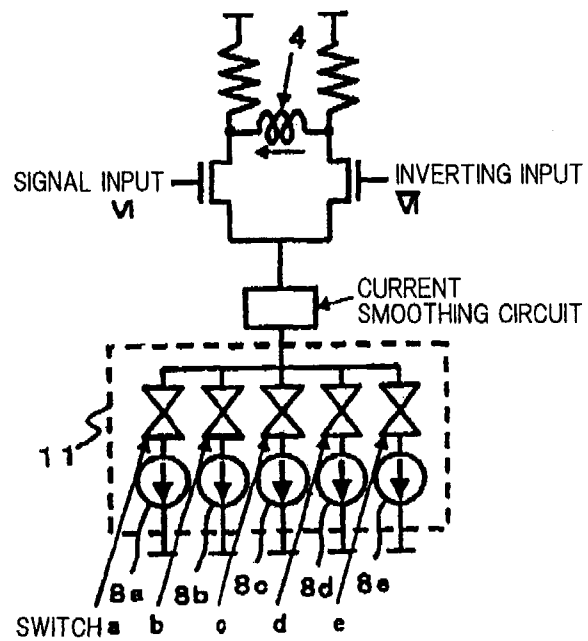 4
SIGNAL INPUT
VI
INVERTING INPUT
V̅I̅
CURRENT
SMOOTHING CIRCUIT
11
8a 8b 8c 8d 8e
SWITCH a b c d e